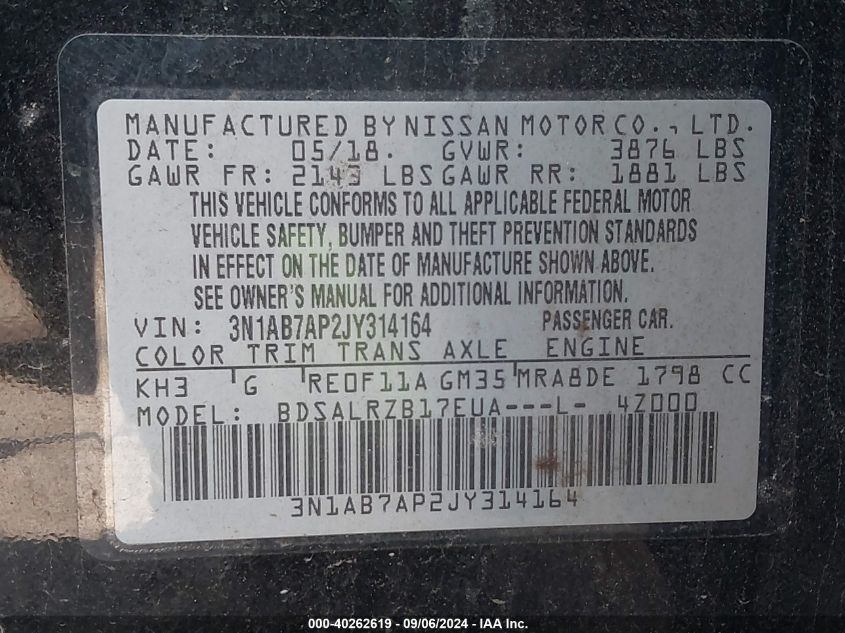 MANUFACTURED BY NISSAN MOTOR CO., LTD.
DATE: 05/18. GVWR: 3876 LBS
GAWR FR: 2143 LBS GAWR RR: 1881 LBS
THIS VEHICLE CONFORMS TO ALL APPLICABLE FEDERAL MOTOR
VEHICLE SAFETY, BUMPER AND THEFT PREVENTION STANDARDS
IN EFFECT ON THE DATE OF MANUFACTURE SHOWN ABOVE.
SEE OWNER'S MANUAL FOR ADDITIONAL INFORMATION.
VIN: 3N1AB7AP2JY314164 PASSENGER CAR.
COLOR TRIM TRANS AXLE ENGINE
KH3 G RE0F11A GM35 MRA8DE 1798 CC
MODEL: BDSALRZB17EUA---L- 4Z000
3N1AB7AP2JY314164
000-40262619 - 09/06/2024 - IAA Inc.